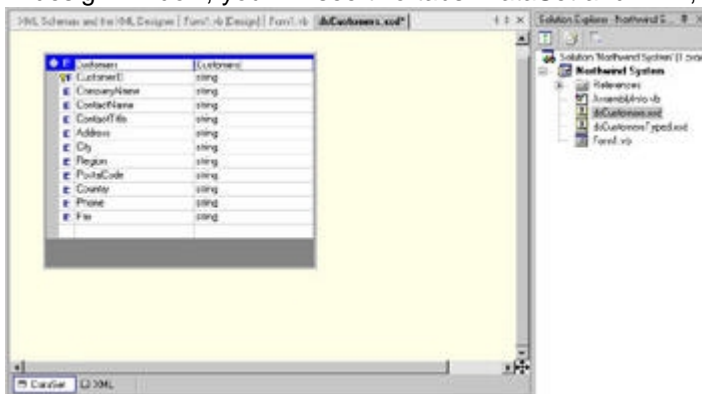 XML Schemas and the XML Designer | Form1.vb [Design] | Form1.vb dsCustomers.xsd*
Solution Explorer - Northwind S...
Solution 'Northwind System' (1
Northwind System
References
AssemblyInfo.vb
dsCustomers.xsd
dsCustomersTyped.xsd
Form1.vb
E Customers (Customers)
E CustomerID string
E CompanyName string
E ContactName string
E ContactTitle string
E Address string
E City string
E Region string
E PostalCode string
E Country string
E Phone string
E Fax string
DataSet XML